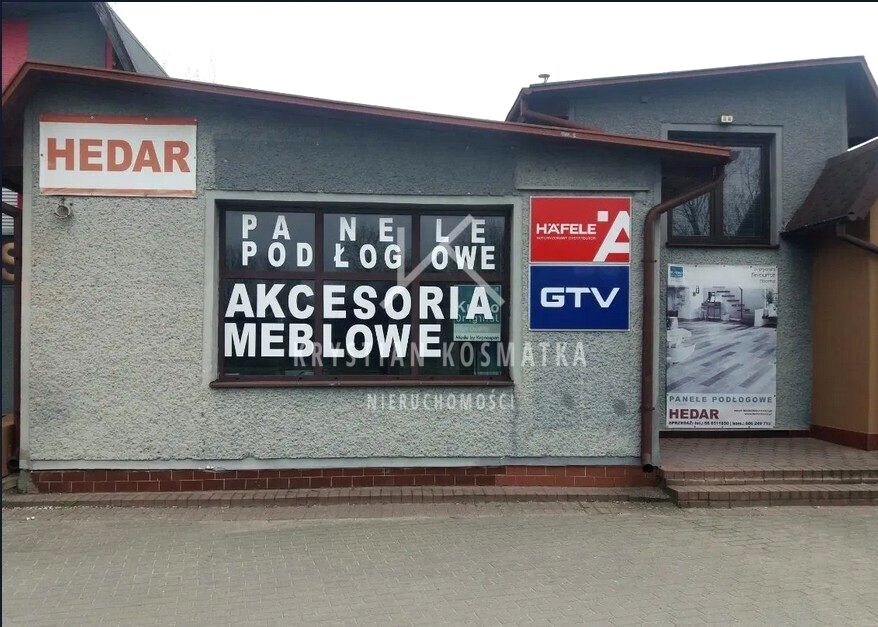 HEDAR
PANELE
PODŁOGOWE
AKCESORIA
MEBLOWE
HÄFELE
GTV
KRYSTIAN KOSMATKA
NIERUCHOMOŚCI
PANELE PODŁOGOWE
HEDAR